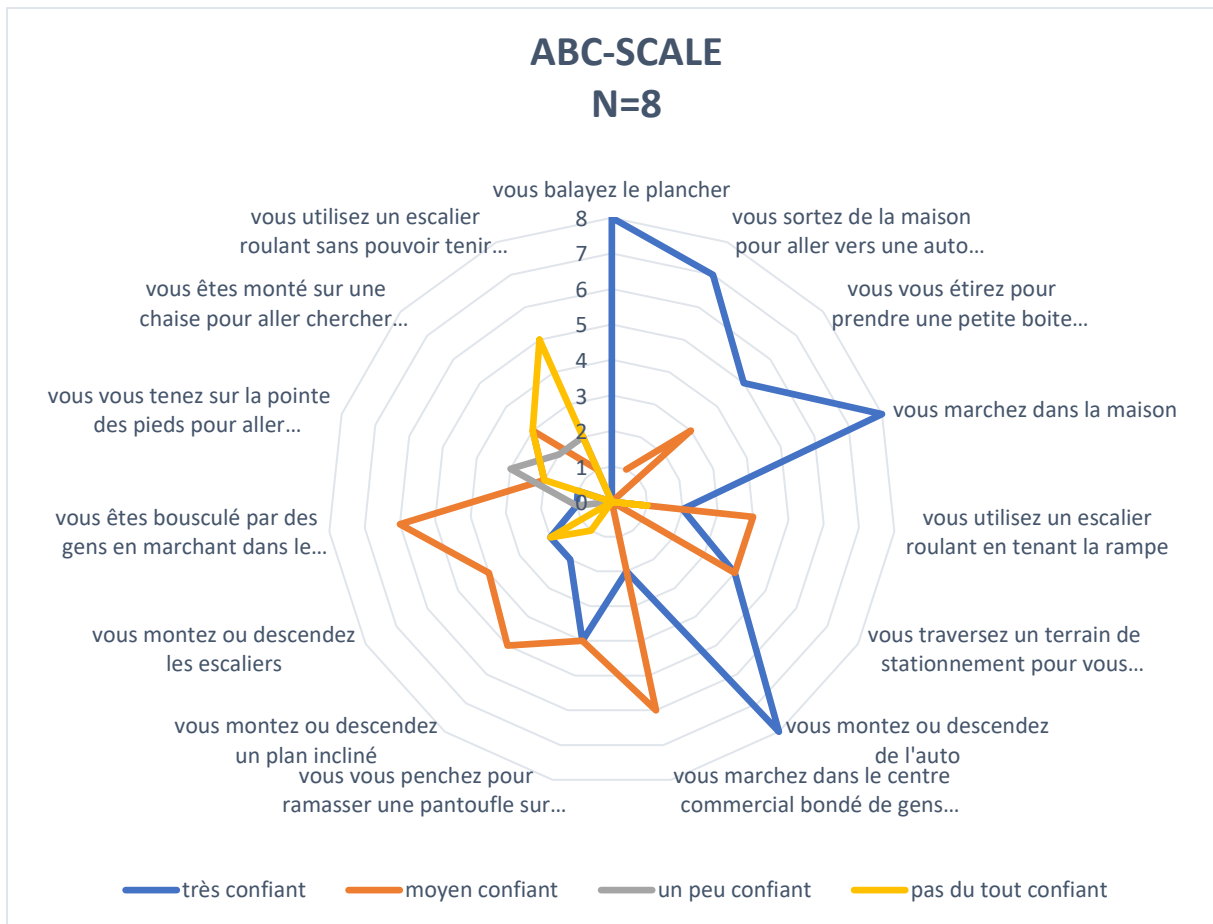 ABC-SCALE
N=8
vous balayez le plancher
vous sortez de la maison
pour aller vers une auto...
vous vous étirez pour
prendre une petite boite...
vous marchez dans la maison
vous utilisez un escalier
roulant en tenant la rampe
vous traversez un terrain de
stationnement pour vous...
vous montez ou descendez
de l'auto
vous marchez dans le centre
commercial bondé de gens...
vous vous penchez pour
ramasser une pantoufle sur...
vous montez ou descendez
un plan incliné
vous montez ou descendez
les escaliers
vous êtes bousculé par des
gens en marchant dans le...
vous vous tenez sur la pointe
des pieds pour aller...
vous êtes monté sur une
chaise pour aller chercher...
vous utilisez un escalier
roulant sans pouvoir tenir...
8
7
6
5
4
3
2
1
0
très confiant
moyen confiant
un peu confiant
pas du tout confiant